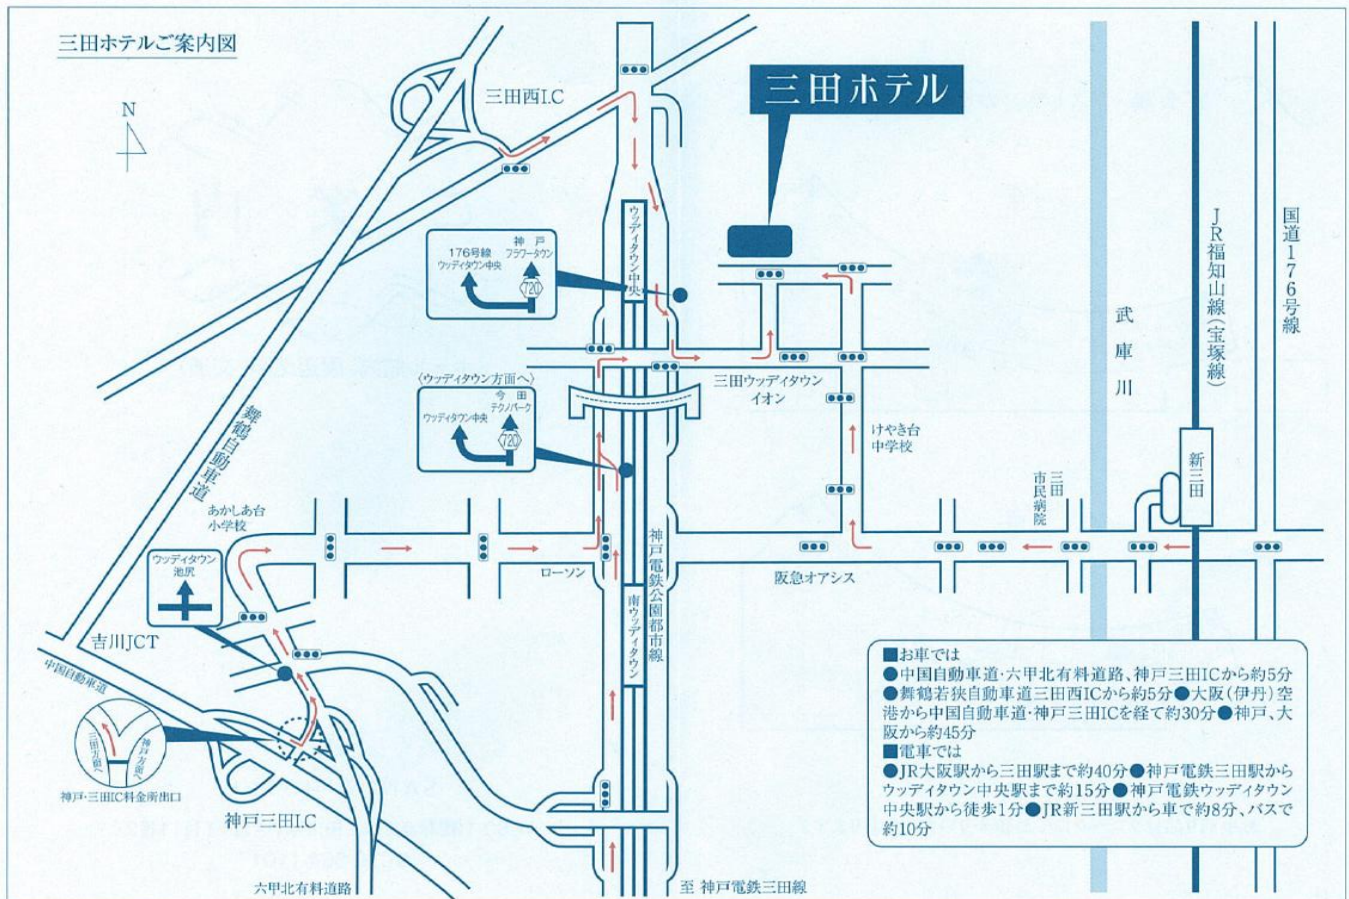 三田ホテルご案内図
N
三田西I.C
三田ホテル
ウッディタウン中央
176号線
ウッディタウン中央
神戸
フラワータウン
720
〈ウッディタウン方面へ〉
ウッディタウン中央
今田
テクノパーク
720
三田ウッディタウン
イオン
けやき台
中学校
武庫川
JR福知山線(宝塚線)
国道176号線
新三田
三田
市民病院
舞鶴自動車道
あかしあ台
小学校
ウッディタウン
池尻
ローソン
神戸電鉄公園都市線
阪急オアシス
南ウッディタウン
吉川JCT
中国自動車道
三田方面へ
神戸方面へ
神戸・三田IC料金所出口
神戸三田I.C
六甲北有料道路
至 神戸電鉄三田線
■お車では
●中国自動車道・六甲北有料道路、神戸三田ICから約5分
●舞鶴若狭自動車道三田西ICから約5分●大阪(伊丹)空
港から中国自動車道・神戸三田ICを経て約30分●神戸、大
阪から約45分
■電車では
●JR大阪駅から三田駅まで約40分●神戸電鉄三田駅から
ウッディタウン中央駅まで約15分●神戸電鉄ウッディタウン
中央駅から徒歩1分●JR新三田駅から車で約8分、バスで
約10分